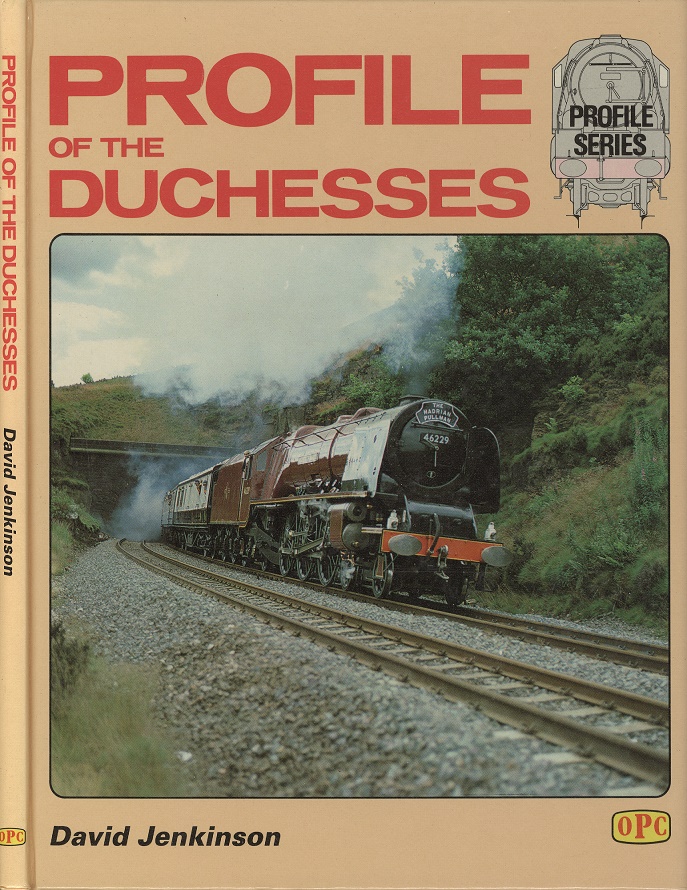 PROFILE OF THE DUCHESSES
David Jenkinson
OPC
PROFILE
OF THE
DUCHESSES
PROFILE
SERIES
THE
HADRIAN
PULLMAN
46229
David Jenkinson
OPC